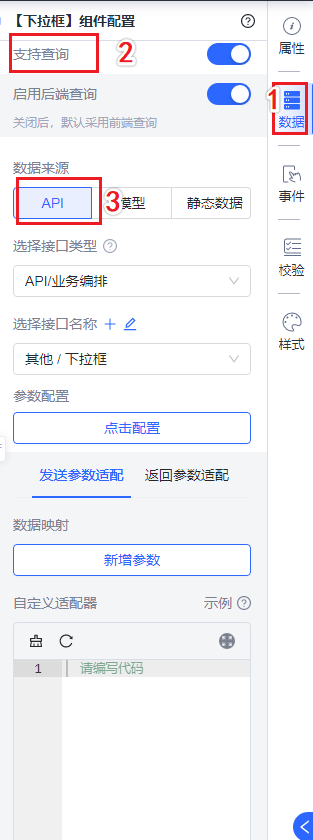 【下拉框】组件配置
支持查询
2
启用后端查询
关闭后，默认采用前端查询
数据来源
API
3
模型
静态数据
选择接口类型
API/业务编排
选择接口名称
其他 / 下拉框
参数配置
点击配置
发送参数适配
返回参数适配
数据映射
新增参数
自定义适配器
示例
1
请编写代码
属性
1
数据
事件
校验
样式